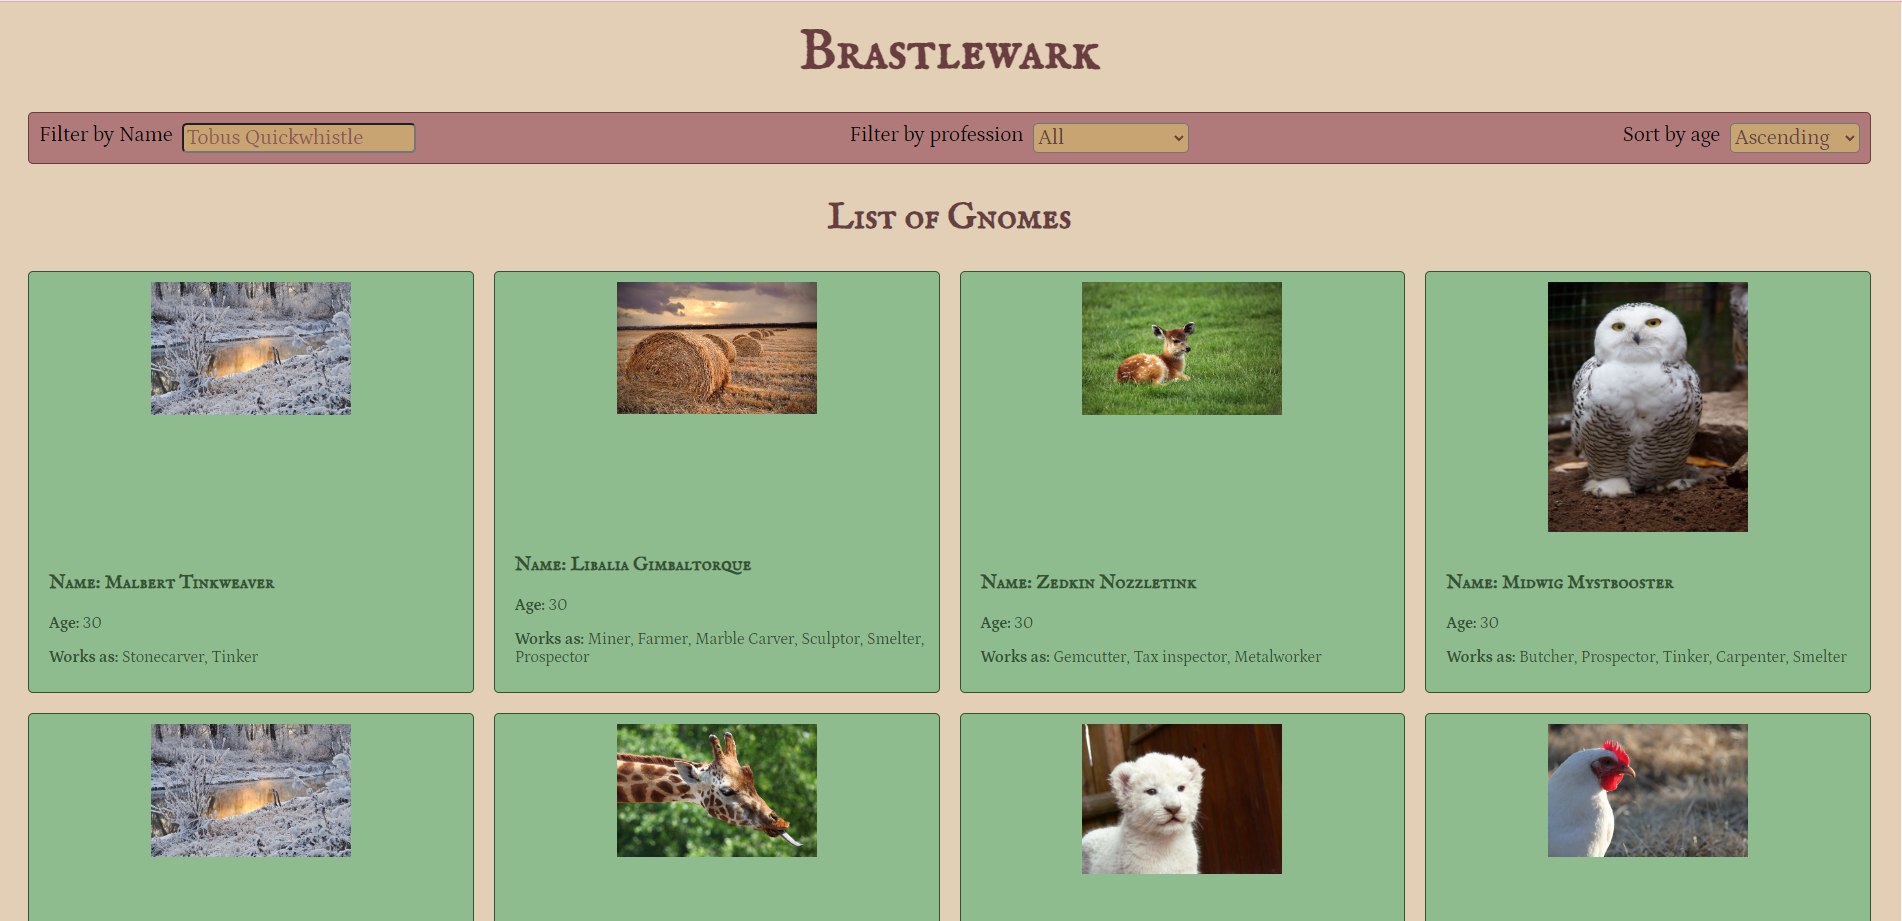 Brastlewark
Filter by Name Tobus Quickwhistle Filter by profession All Sort by age Ascending
List of Gnomes
Name: Malbert Tinkweaver
Age: 30
Works as: Stonecarver, Tinker
Name: Libalia Gimbaltorque
Age: 30
Works as: Miner, Farmer, Marble Carver, Sculptor, Smelter,
Prospector
Name: Zedkin Nozzletink
Age: 30
Works as: Gemcutter, Tax inspector, Metalworker
Name: Midwig Mystbooster
Age: 30
Works as: Butcher, Prospector, Tinker, Carpenter, Smelter